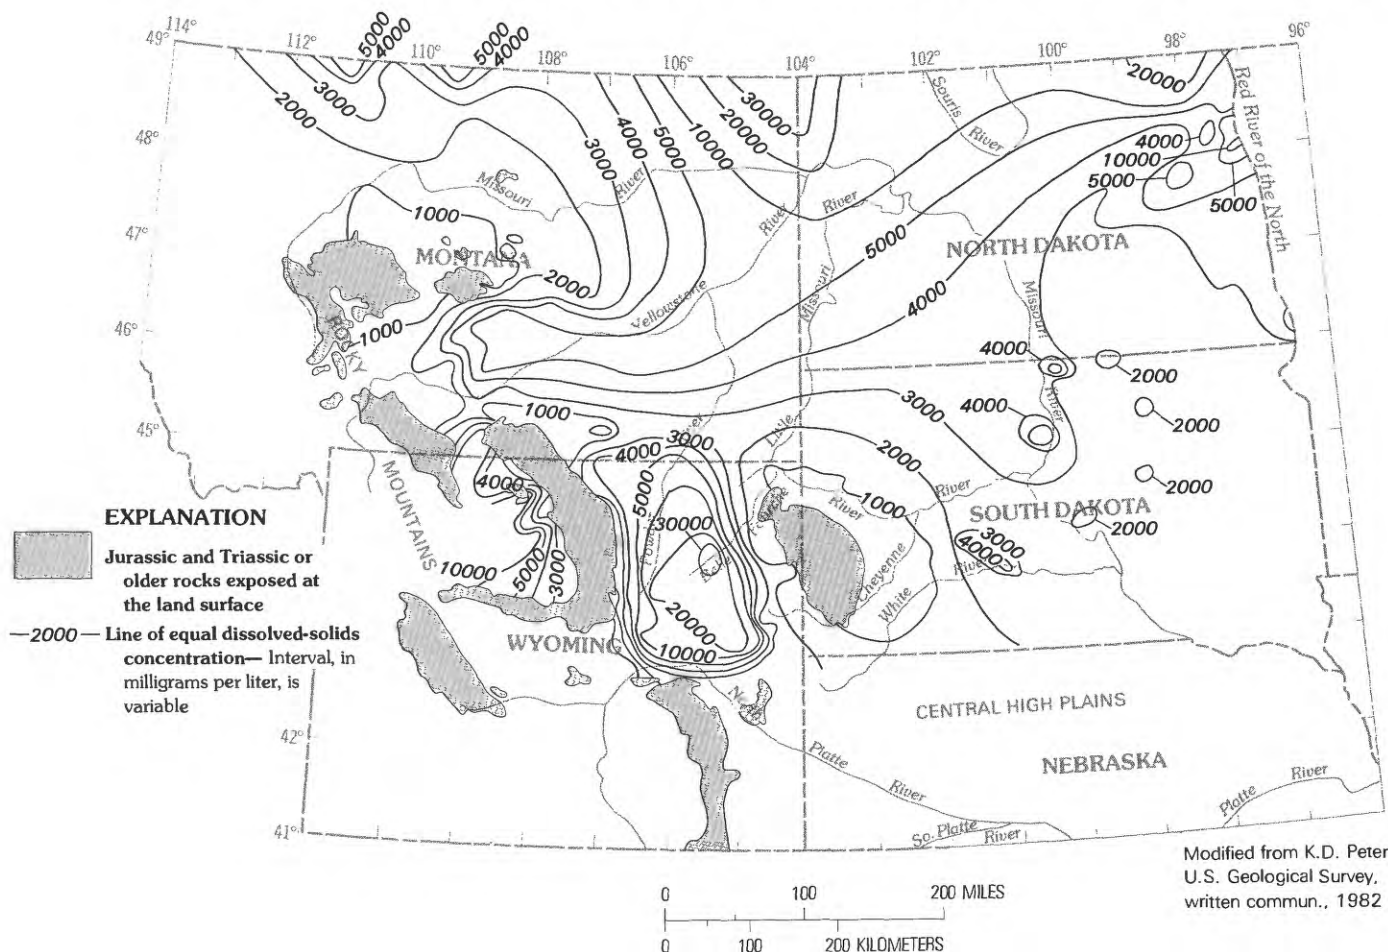 114°
49°
112°
5000
4000
110°
5000
4000
108°
106°
104°
102°
100°
98°
96°
3000
2000
30000
20000
10000
4000
5000
3000
20000
Souris
River
Red River of the North
48°
4000
10000
5000
5000
Missouri
River
River
River
1000
47°
MONTANA
2000
5000
NORTH DAKOTA
4000
Missouri
Yellowstone
Missouri
46°
1000
ROCKY
4000
2000
River
3000
4000
2000
1000
45°
4000
3000
River
Little
2000
2000
MOUNTAINS
4000
5000
Powder
30000
Belle
Fourche
River
1000
River
SOUTH DAKOTA
2000
3000
4000
River
Cheyenne
White
10000
5000
3000
20000
10000
WYOMING
EXPLANATION
Jurassic and Triassic or
older rocks exposed at
the land surface
—2000— Line of equal dissolved-solids
concentration— Interval, in
milligrams per liter, is
variable
North
CENTRAL HIGH PLAINS
42°
Platte
River
NEBRASKA
Platte
River
41°
So. Platte
River
Modified from K.D. Peter
U.S. Geological Survey,
written commun., 1982
0 100 200 MILES
0 100 200 KILOMETERS